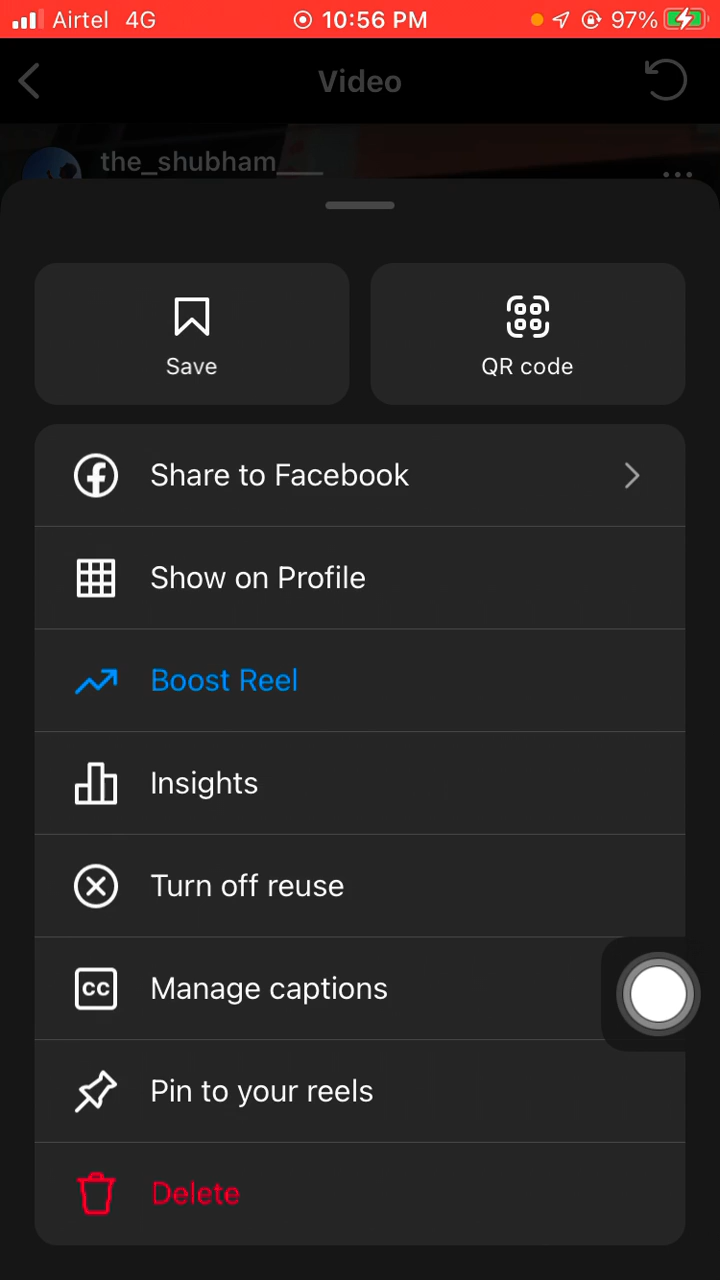 Airtel 4G 10:56 PM 97%
Video
the_shubham___
Save
QR code
Share to Facebook
Show on Profile
Boost Reel
Insights
Turn off reuse
CC Manage captions
Pin to your reels
Delete